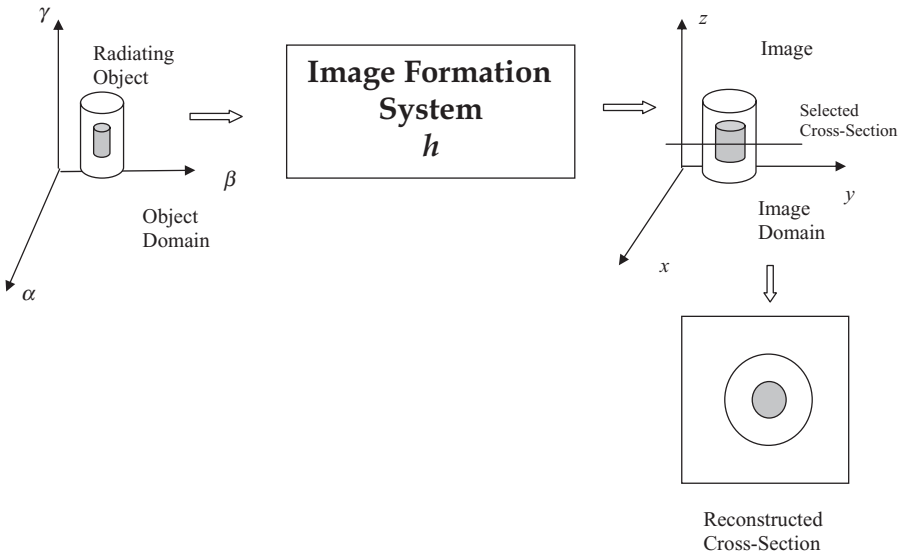 γ
Radiating
Object
β
Object
Domain
α
Image Formation
System
h
z
Image
Selected
Cross-Section
y
Image
Domain
x
Reconstructed
Cross-Section